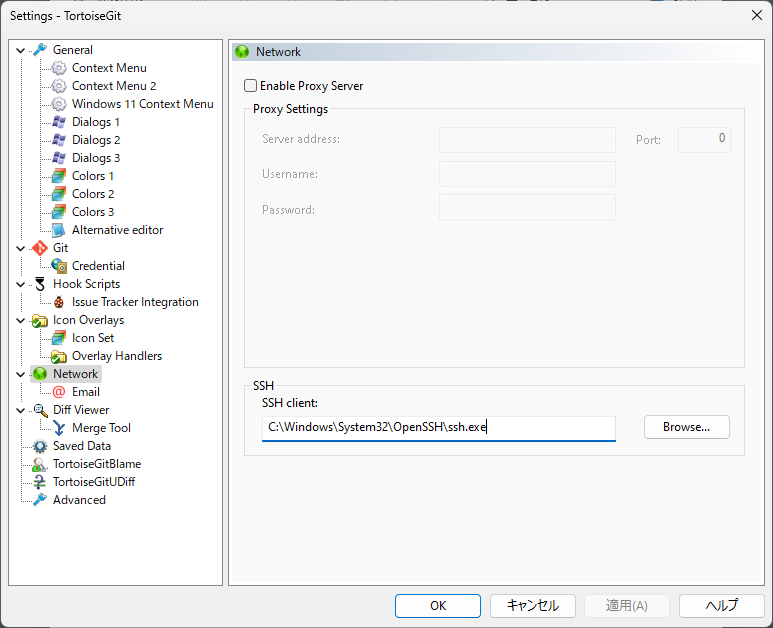 Settings - TortoiseGit
General
Context Menu
Context Menu 2
Windows 11 Context Menu
Dialogs 1
Dialogs 2
Dialogs 3
Colors 1
Colors 2
Colors 3
Alternative editor
Git
Credential
Hook Scripts
Issue Tracker Integration
Icon Overlays
Icon Set
Overlay Handlers
Network
Email
Diff Viewer
Merge Tool
Saved Data
TortoiseGitBlame
TortoiseGitUDiff
Advanced
Network
Enable Proxy Server
Proxy Settings
Server address:
Port: 0
Username:
Password:
SSH
SSH client:
C:\Windows\System32\OpenSSH\ssh.exe
Browse...
OK
キャンセル
適用(A)
ヘルプ